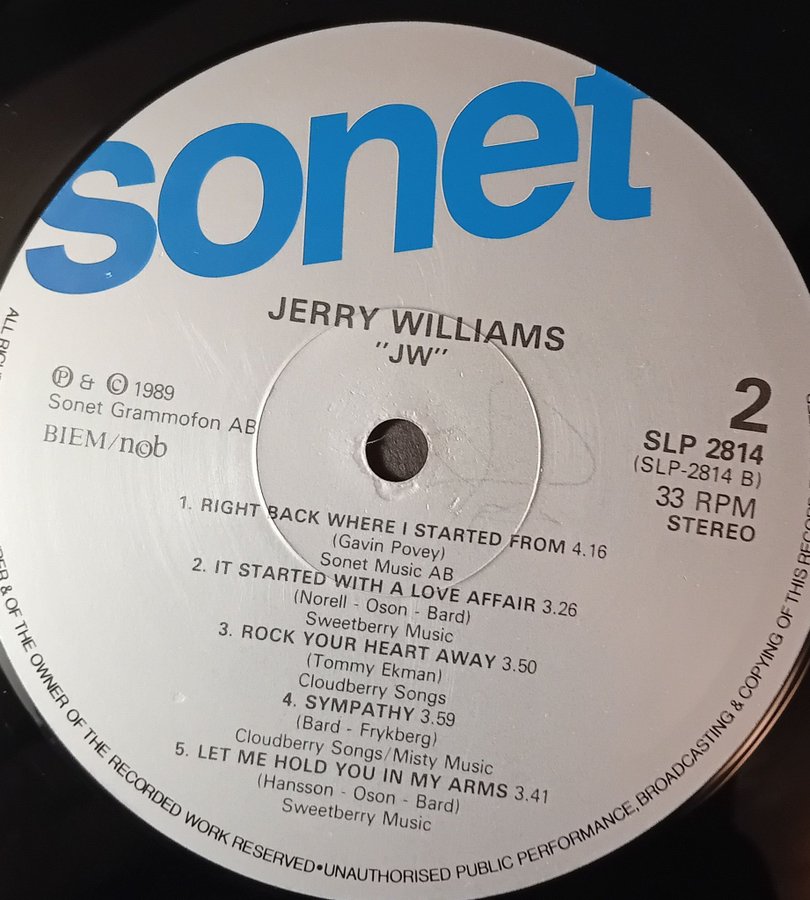 sonet
JERRY WILLIAMS
"JW"
Ⓟ & © 1989
Sonet Grammofon AB
BIEM/n©b
2
SLP 2814
(SLP-2814 B)
33 RPM
STEREO
1. RIGHT BACK WHERE I STARTED FROM 4.16
(Gavin Povey)
Sonet Music AB
2. IT STARTED WITH A LOVE AFFAIR 3.26
(Norell - Oson - Bard)
Sweetberry Music
3. ROCK YOUR HEART AWAY 3.50
(Tommy Ekman)
Cloudberry Songs
4. SYMPATHY 3.59
(Bard - Frykberg)
Cloudberry Songs/Misty Music
5. LET ME HOLD YOU IN MY ARMS 3.41
(Hansson - Oson - Bard)
Sweetberry Music
ALL & OF THE OWNER OF THE RECORDED WORK RESERVED•UNAUTHORISED PUBLIC PERFORMANCE, BROADCASTING & COPYING OF THIS